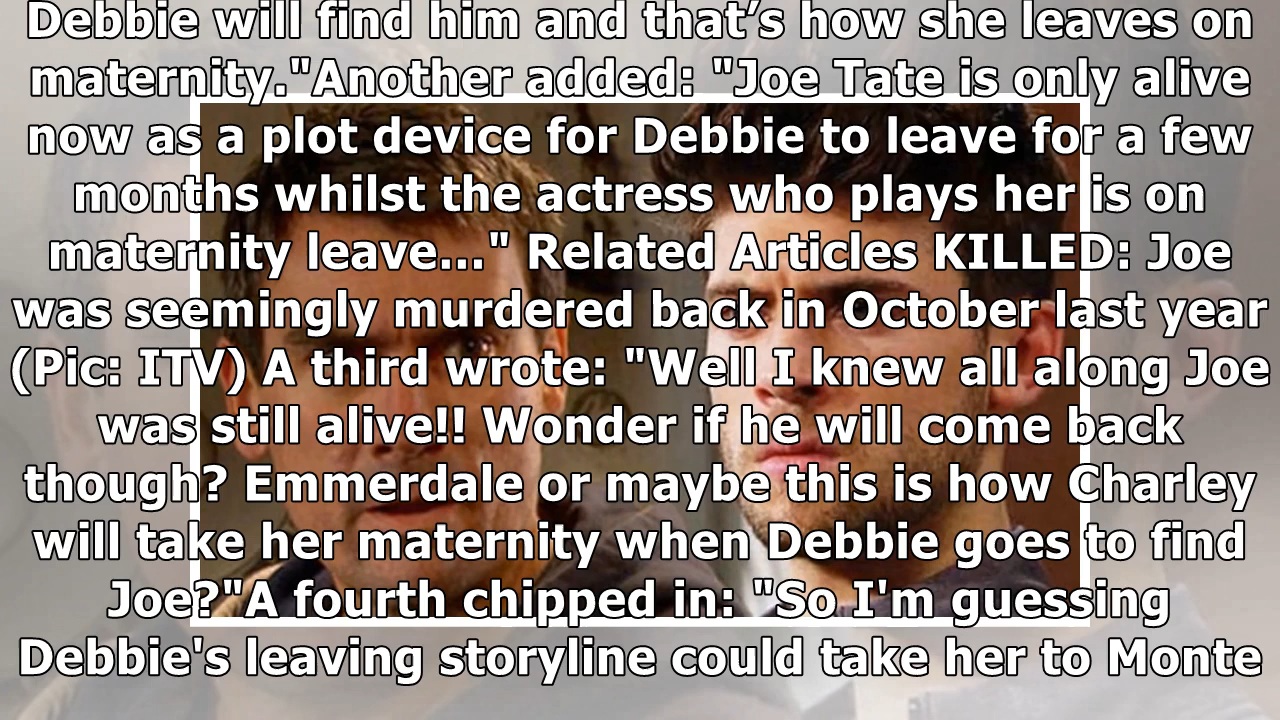 Debbie will find him and that’s how she leaves on
maternity."Another added: "Joe Tate is only alive
now as a plot device for Debbie to leave for a few
months whilst the actress who plays her is on
maternity leave..." Related Articles KILLED: Joe
was seemingly murdered back in October last year
(Pic: ITV) A third wrote: "Well I knew all along Joe
was still alive!! Wonder if he will come back
though? Emmerdale or maybe this is how Charley
will take her maternity when Debbie goes to find
Joe?"A fourth chipped in: "So I'm guessing
Debbie's leaving storyline could take her to Monte